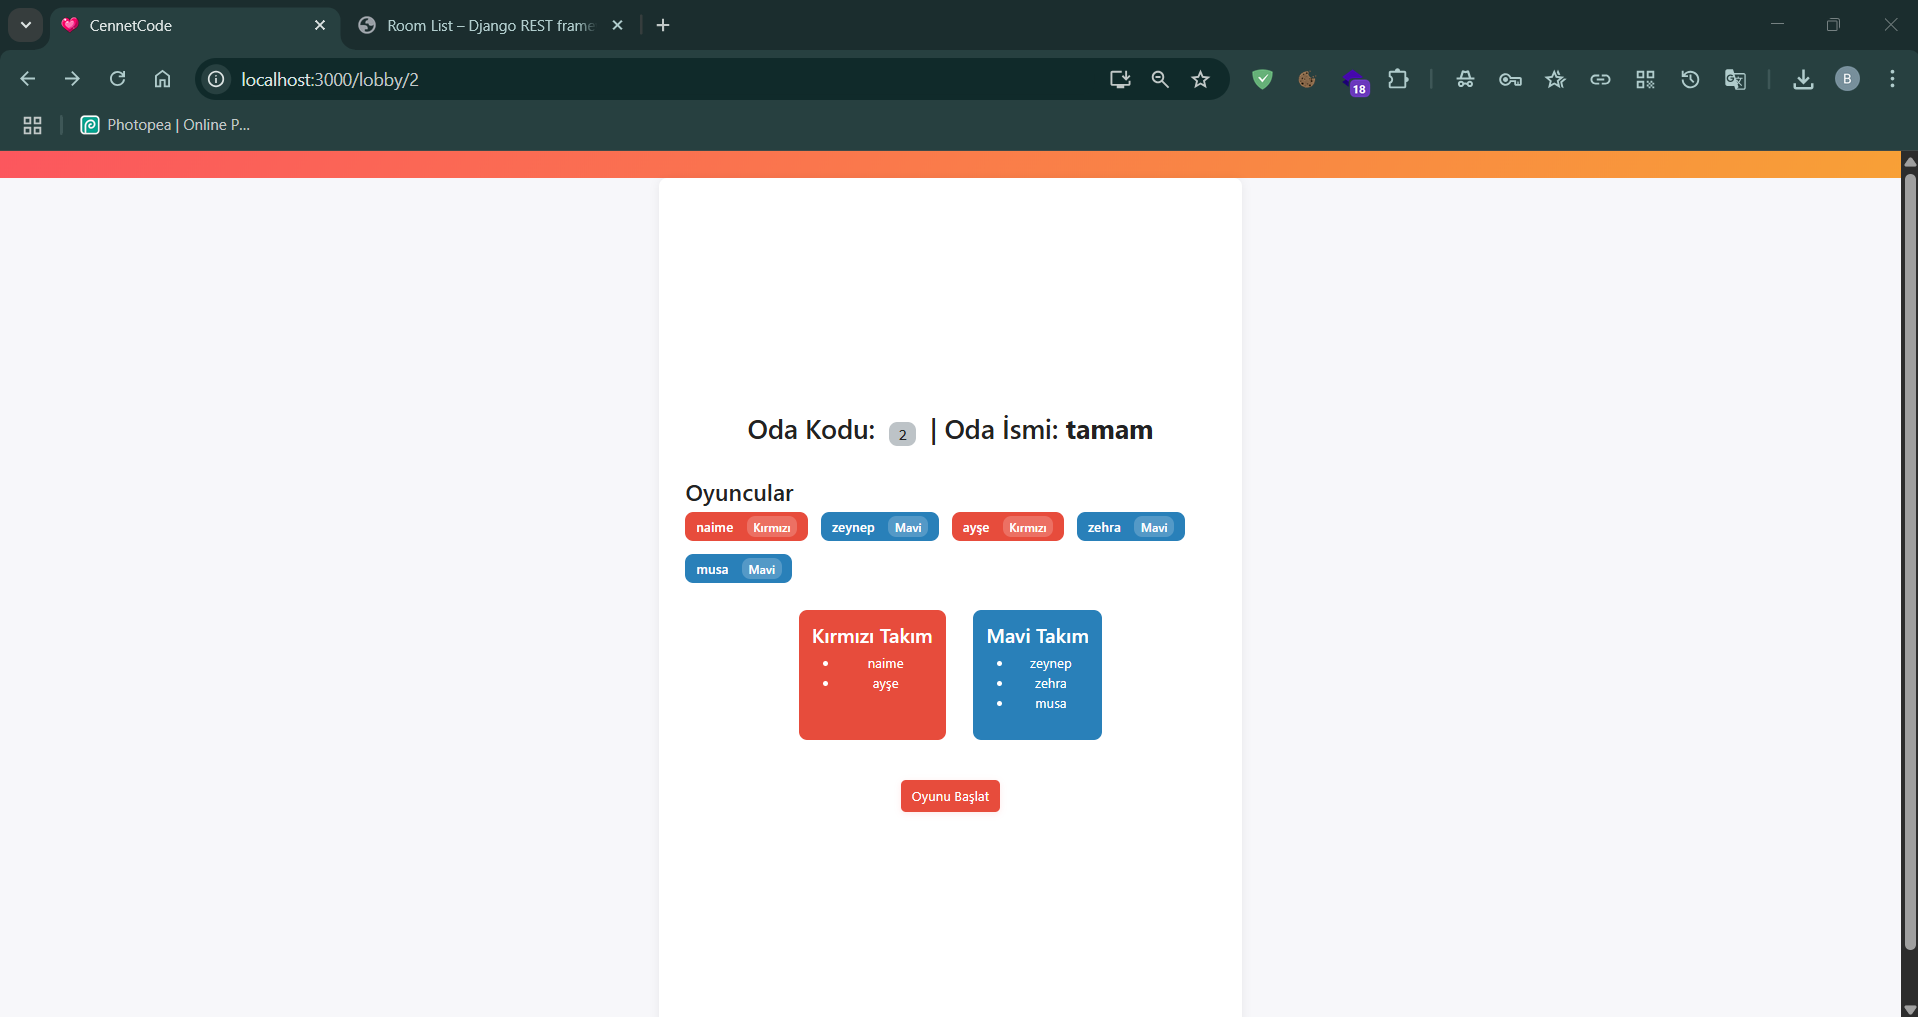 CennetCode
Room List – Django REST frame
localhost:3000/lobby/2
18
B
Photopea | Online P...
Oda Kodu: 2 | Oda İsmi: tamam
Oyuncular
naime Kırmızı zeynep Mavi ayşe Kırmızı zehra Mavi
musa Mavi
Kırmızı Takım
• naime
• ayşe
Mavi Takım
• zeynep
• zehra
• musa
Oyunu Başlat